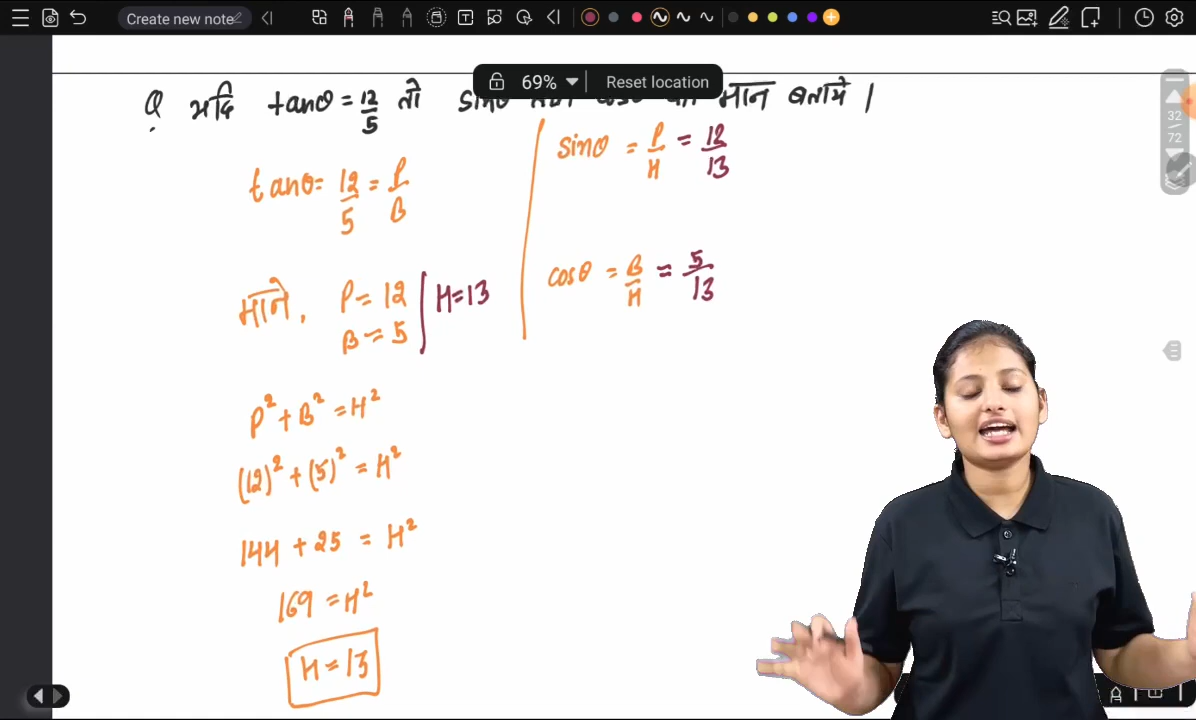 Create new note
69%
Reset location
Q. यदि tanθ = 12/5 तो मान बताये |
32
72
tanθ = 12/5 = P/B
माने, P = 12
B = 5
H = 13
P² + B² = H²
(12)² + (5)² = H²
144 + 25 = H²
169 = H²
H = 13
sinθ = P/H = 12/13
cosθ = B/H = 5/13